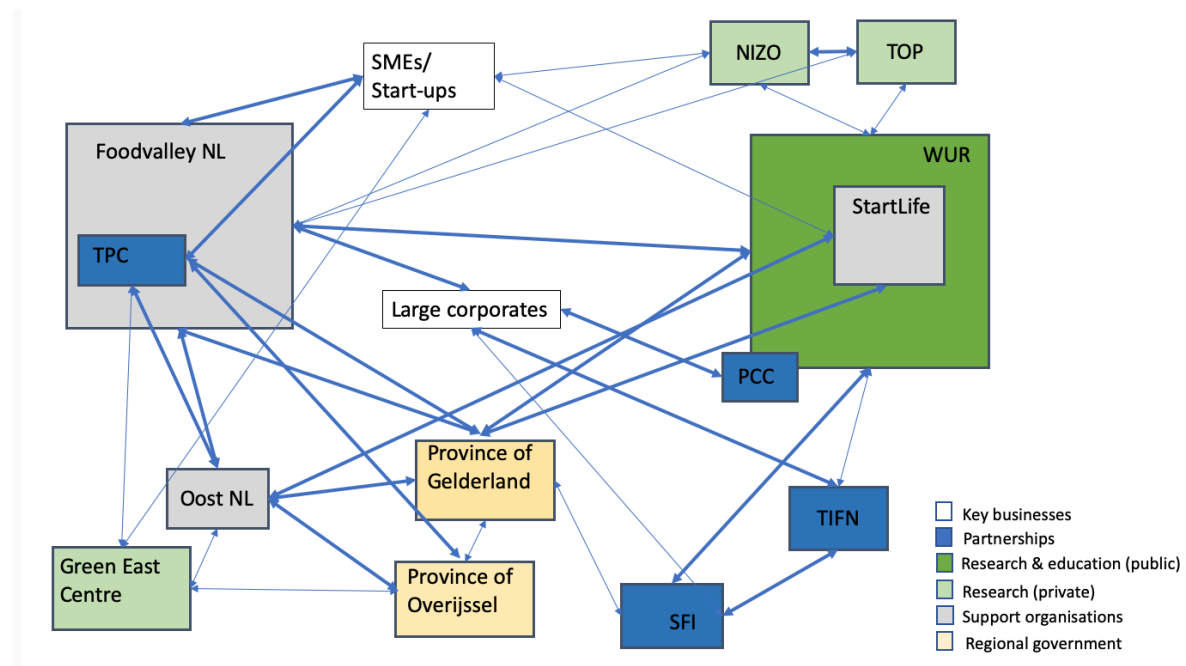 SMEs/
Start-ups
NIZO
TOP
Foodvalley NL
WUR
StartLife
TPC
Large corporates
PCC
Province of
Gelderland
Oost NL
TIFN
Green East
Centre
Province of
Overijssel
SFI
Key businesses
Partnerships
Research & education (public)
Research (private)
Support organisations
Regional government